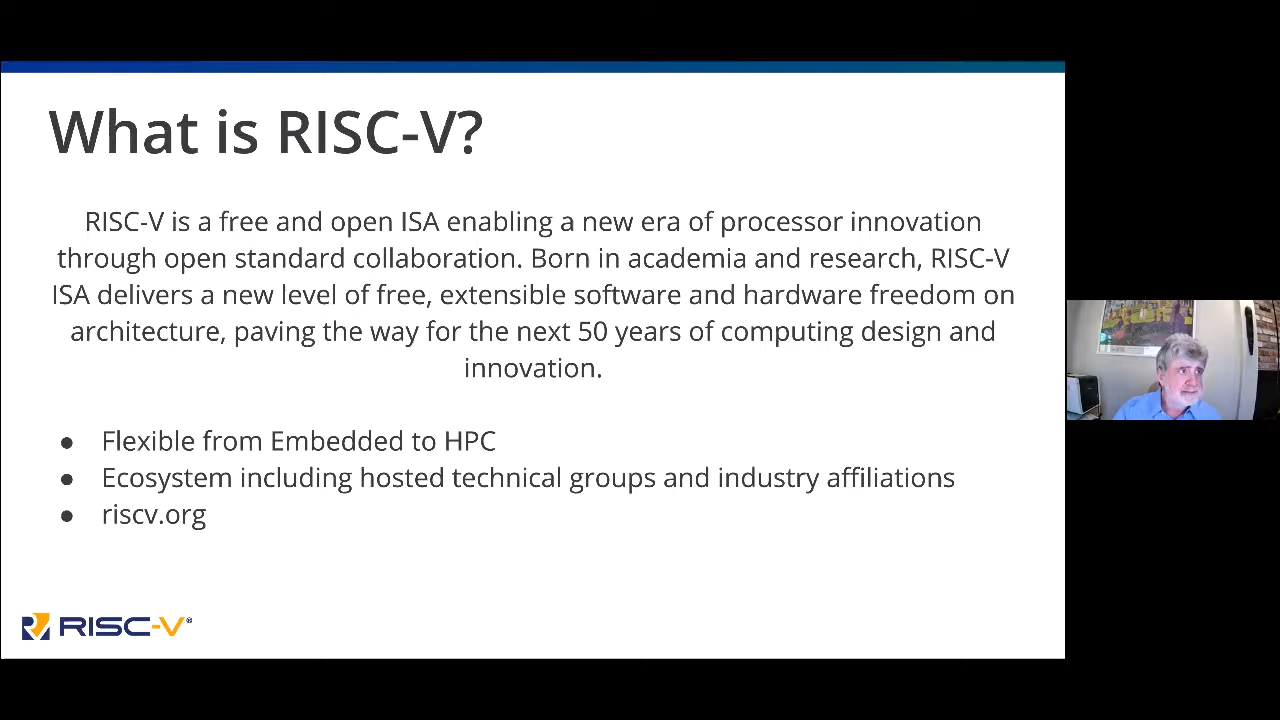 What is RISC-V?
RISC-V is a free and open ISA enabling a new era of processor innovation
through open standard collaboration. Born in academia and research, RISC-V
ISA delivers a new level of free, extensible software and hardware freedom on
architecture, paving the way for the next 50 years of computing design and
innovation.
● Flexible from Embedded to HPC
● Ecosystem including hosted technical groups and industry affiliations
● riscv.org
RISC-V®